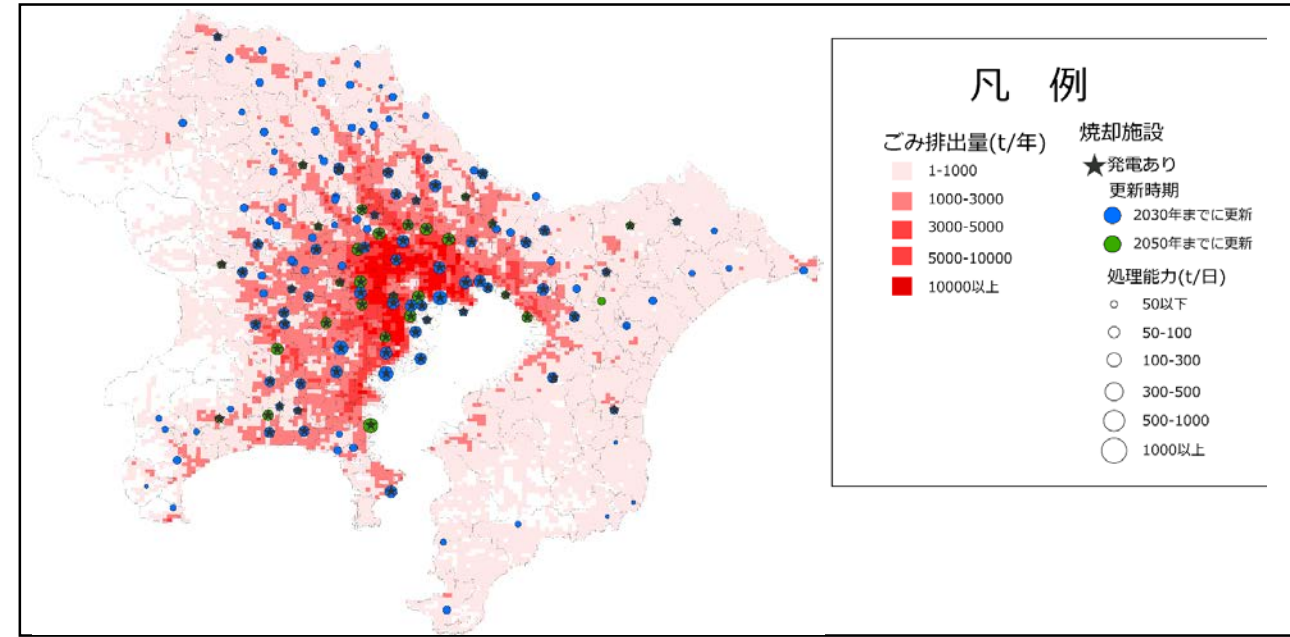 凡 例
ごみ排出量(t/年)
1-1000
1000-3000
3000-5000
5000-10000
10000以上
焼却施設
発電あり
更新時期
2030年までに更新
2050年までに更新
処理能力(t/日)
50以下
50-100
100-300
300-500
500-1000
1000以上